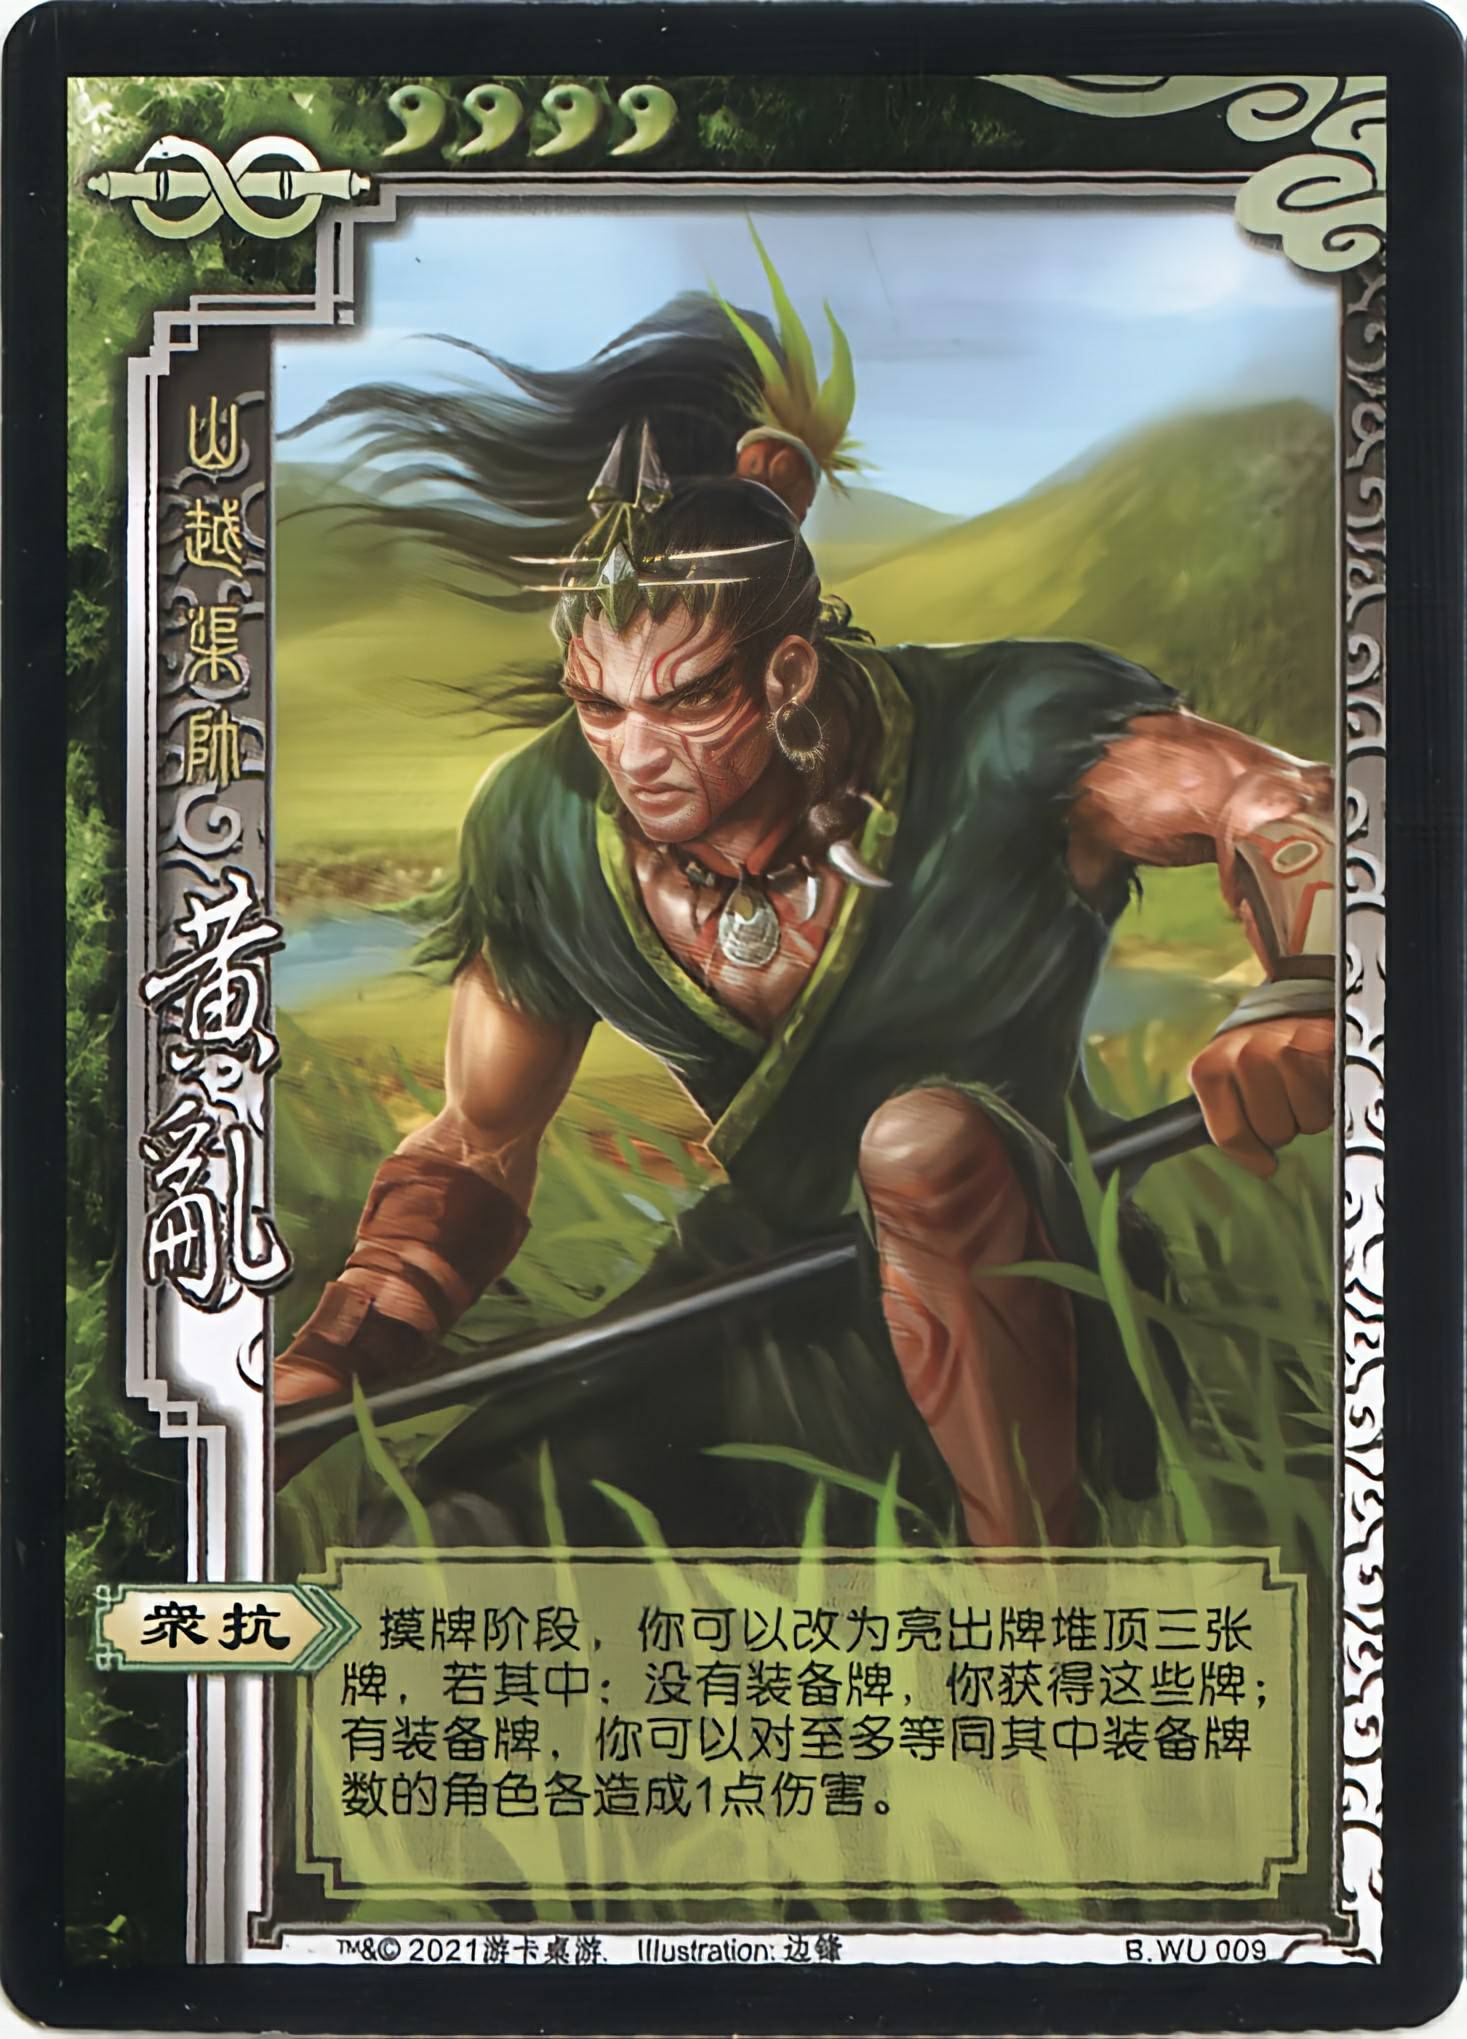 山越渠帥
黃亂
衆抗
摸牌阶段，你可以改为亮出牌堆顶三张
牌，若其中：没有装备牌，你获得这些牌；
有装备牌，你可以对至多等同其中装备牌
数的角色各造成1点伤害。
™&© 2021游卡桌游. Illustration: 边锋
B.WU 009